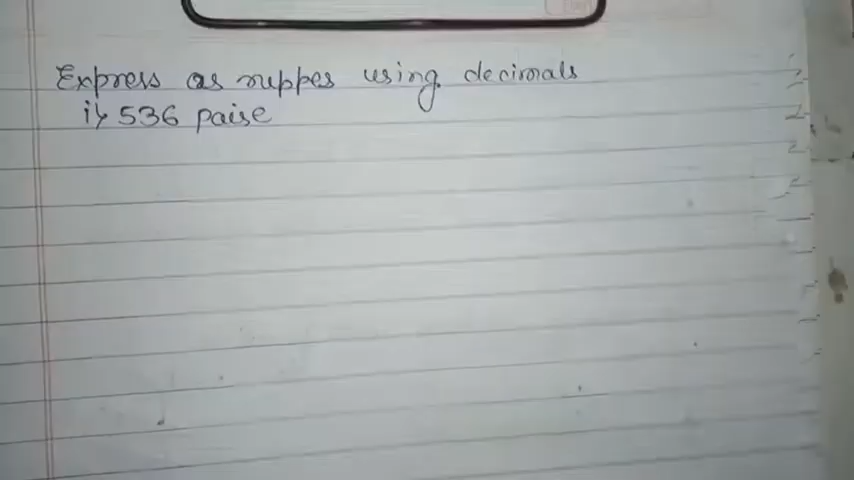 Express as ruppes using decimals
i) 536 paise